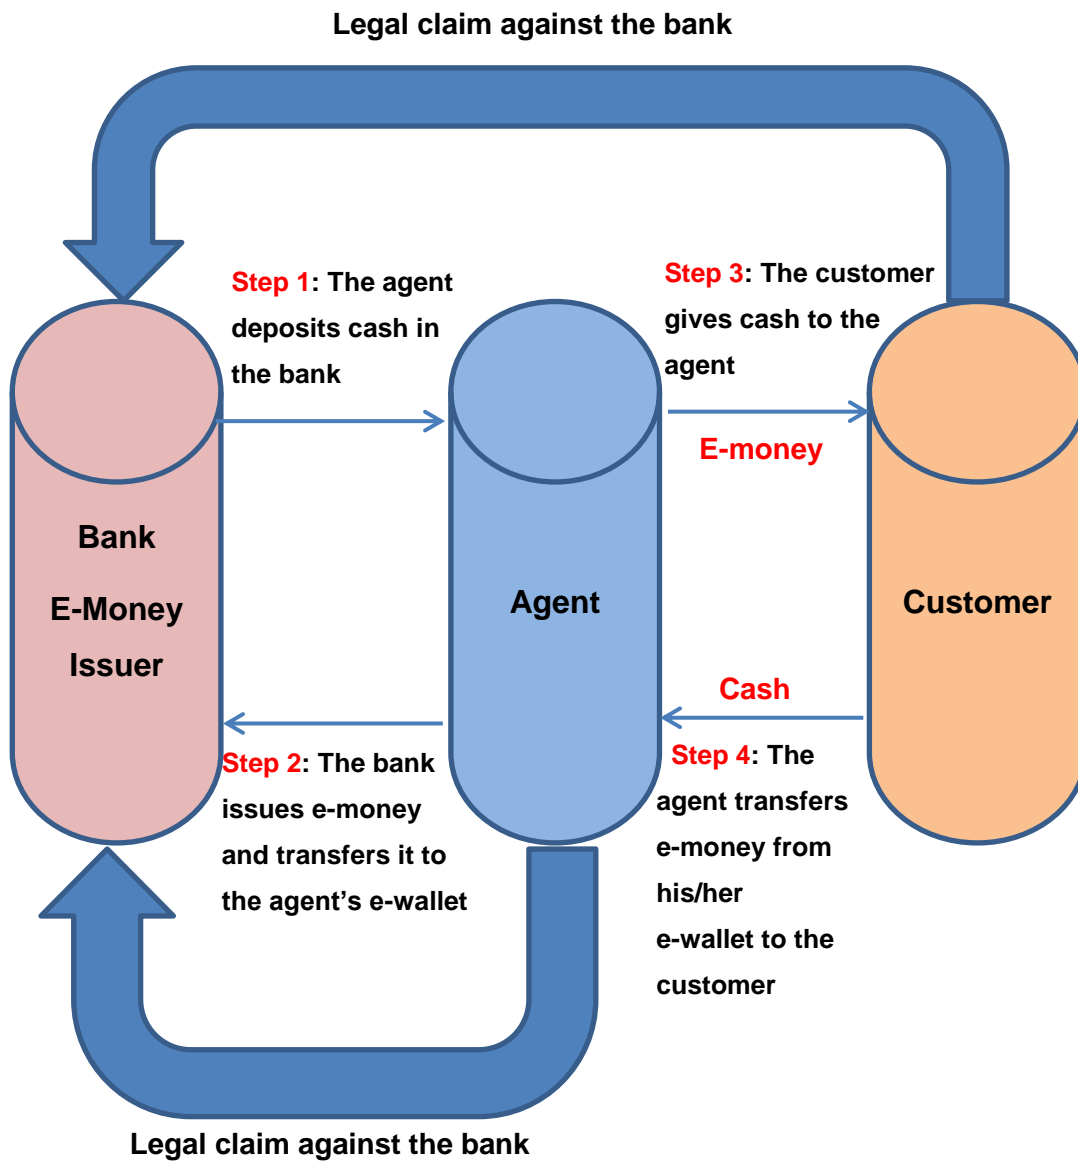 Legal claim against the bank
Step 1: The agent
deposits cash in
the bank
Step 3: The customer
gives cash to the
agent
E-money
Bank
E-Money
Issuer
Agent
Customer
Cash
Step 2: The bank
issues e-money
and transfers it to
the agent’s e-wallet
Step 4: The
agent transfers
e-money from
his/her
e-wallet to the
customer
Legal claim against the bank